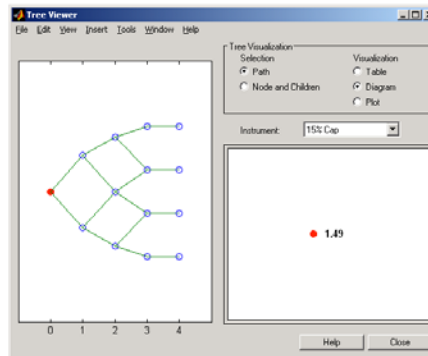 Tree Viewer
File Edit View Insert Tools Window Help
Tree Visualization
Selection
Path
Node and Children
Visualization
Table
Diagram
Plot
Instrument: 15% Cap
1.49
0 1 2 3 4
Help Close